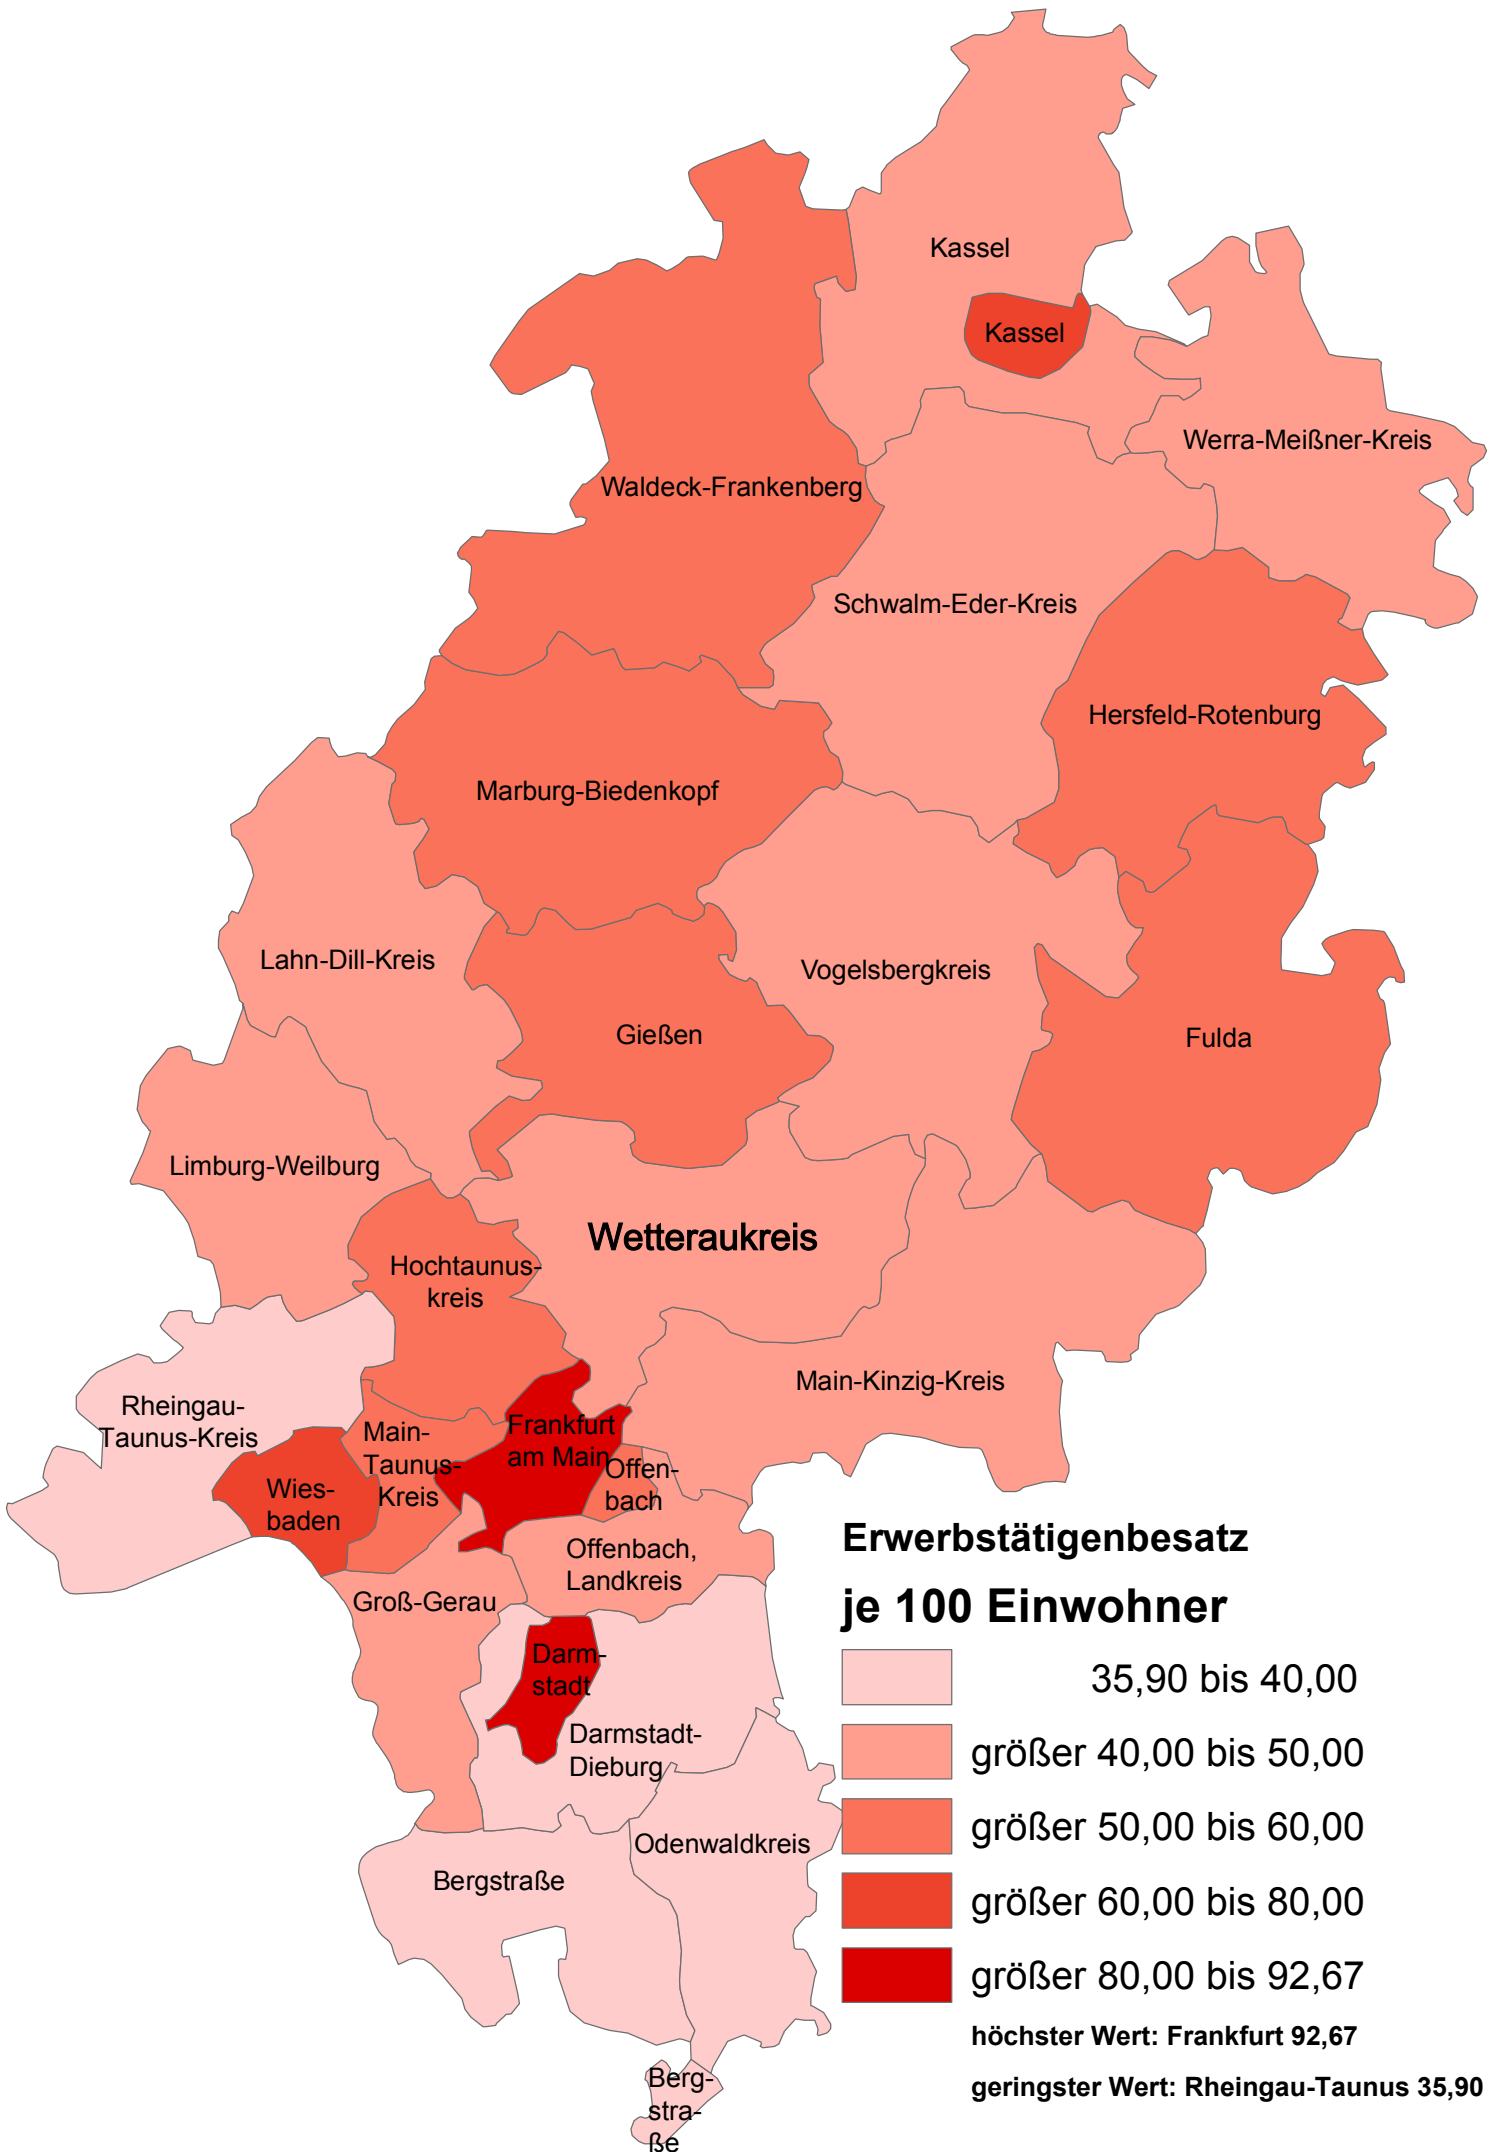 Kassel
Kassel
Werra-Meißner-Kreis
Waldeck-Frankenberg
Schwalm-Eder-Kreis
Hersfeld-Rotenburg
Marburg-Biedenkopf
Lahn-Dill-Kreis
Vogelsbergkreis
Gießen
Fulda
Limburg-Weilburg
Wetteraukreis
Hochtaunus-
kreis
Main-Kinzig-Kreis
Rheingau-
Taunus-Kreis
Main-
Taunus-
Kreis
Frankfurt
am Main
Offen-
bach
Wies-
baden
Offenbach,
Landkreis
Groß-Gerau
Darm-
stadt
Darmstadt-
Dieburg
Odenwaldkreis
Bergstraße
Berg-
stra-
ße
Erwerbstätigenbesatz
je 100 Einwohner
35,90 bis 40,00
größer 40,00 bis 50,00
größer 50,00 bis 60,00
größer 60,00 bis 80,00
größer 80,00 bis 92,67
höchster Wert: Frankfurt 92,67
geringster Wert: Rheingau-Taunus 35,90